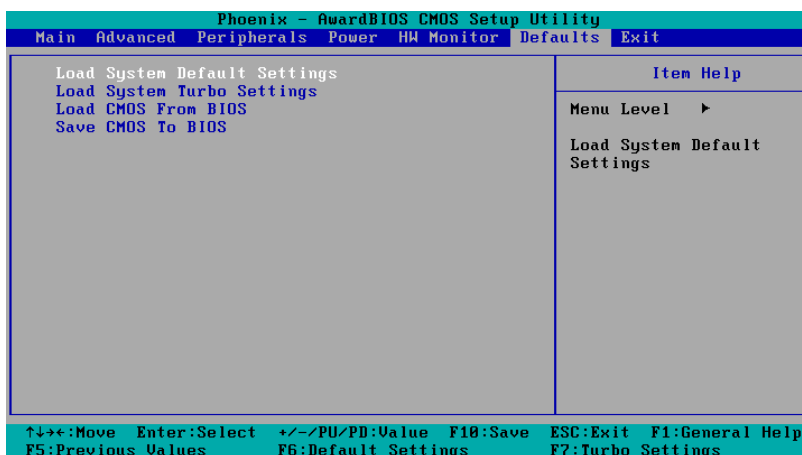 Phoenix - AwardBIOS CMOS Setup Utility
Main Advanced Peripherals Power HW Monitor Defaults Exit
Load System Default Settings
Load System Turbo Settings
Load CMOS From BIOS
Save CMOS To BIOS
Item Help
Menu Level ▸
Load System Default
Settings
↑↓→←:Move Enter:Select +/-/PU/PD:Value F10:Save ESC:Exit F1:General Help
F5:Previous Values F6:Default Settings F7:Turbo Settings